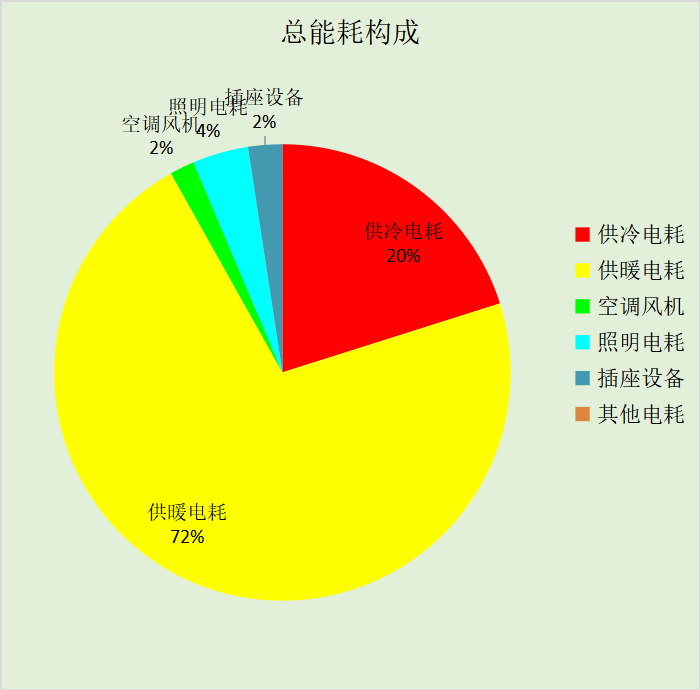 总能耗构成
插座设备
2%
照明电耗
4%
空调风机
2%
供冷电耗
20%
供暖电耗
72%
供冷电耗
供暖电耗
空调风机
照明电耗
插座设备
其他电耗